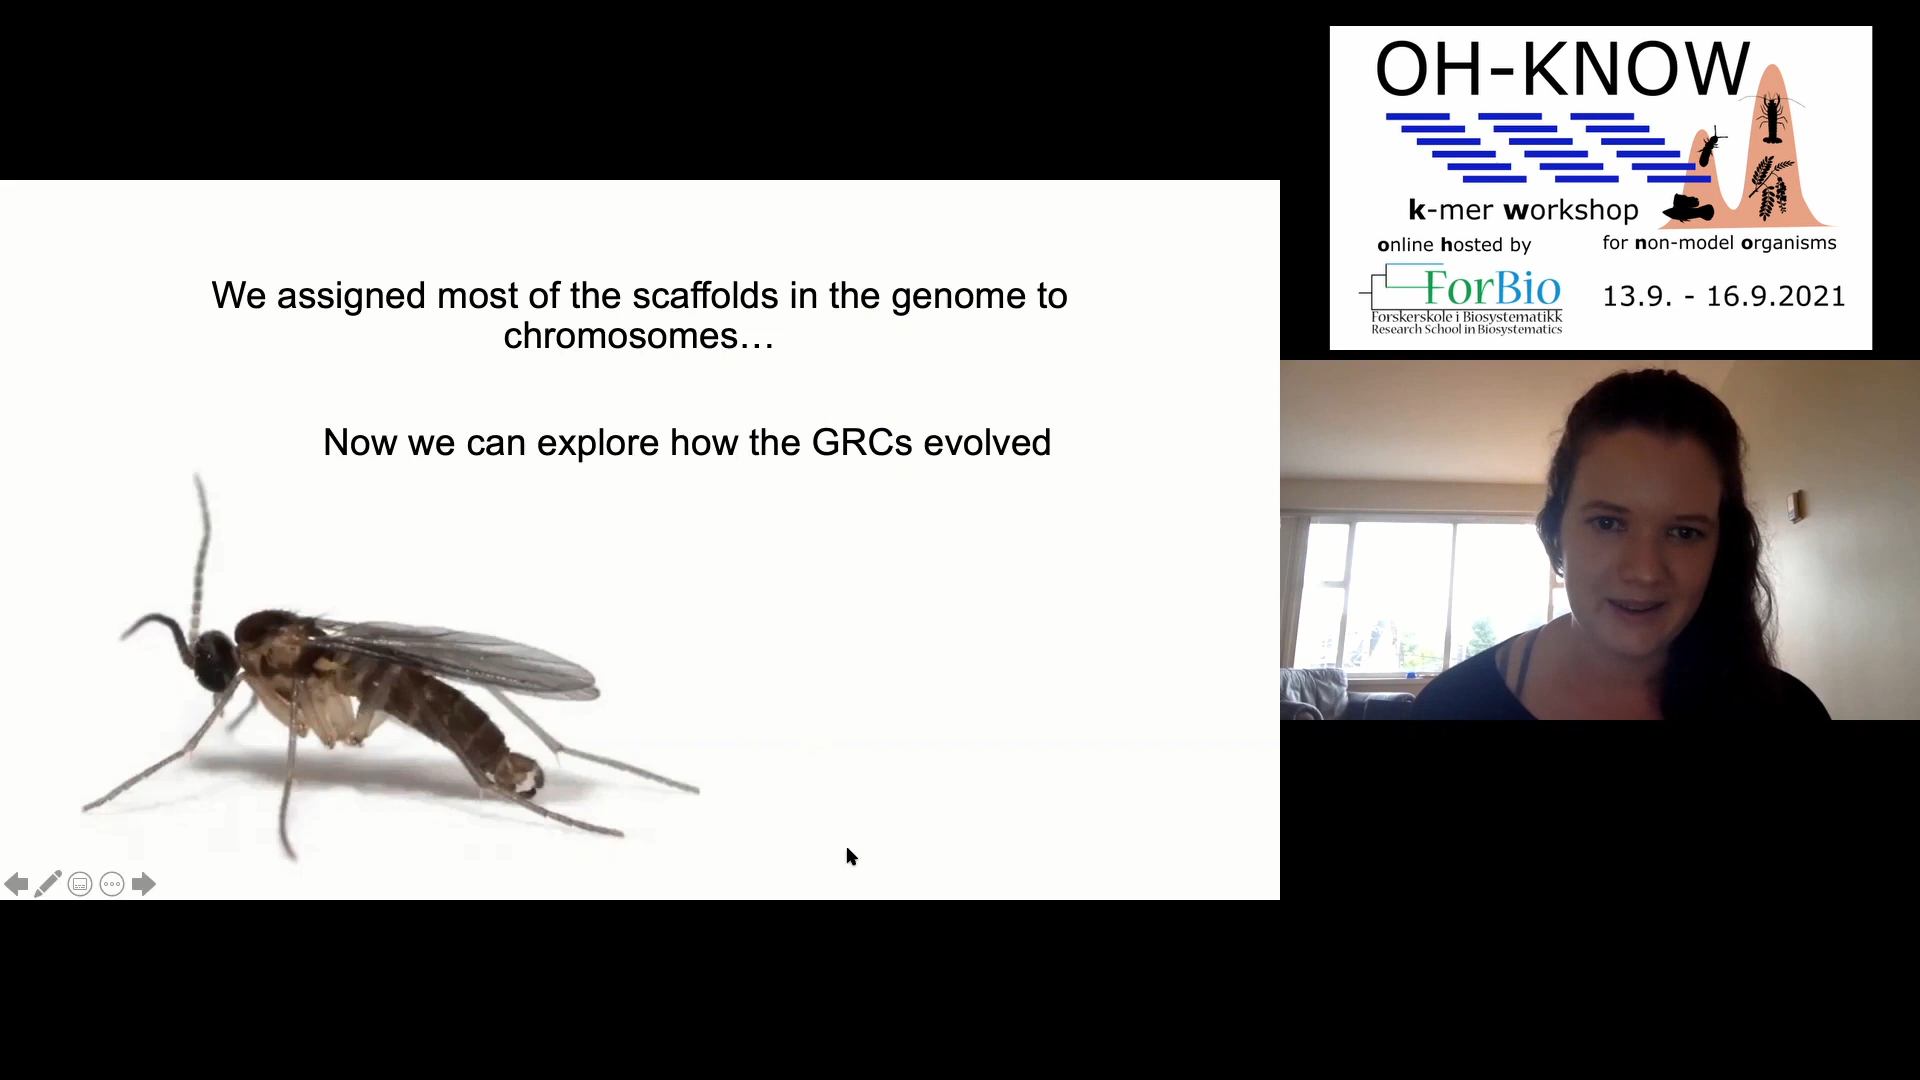 We assigned most of the scaffolds in the genome to
chromosomes…
Now we can explore how the GRCs evolved
OH-KNOW
k-mer workshop
online hosted by
for non-model organisms
ForBio
Forskerskole i Biosystematikk
Research School in Biosystematics
13.9. - 16.9.2021